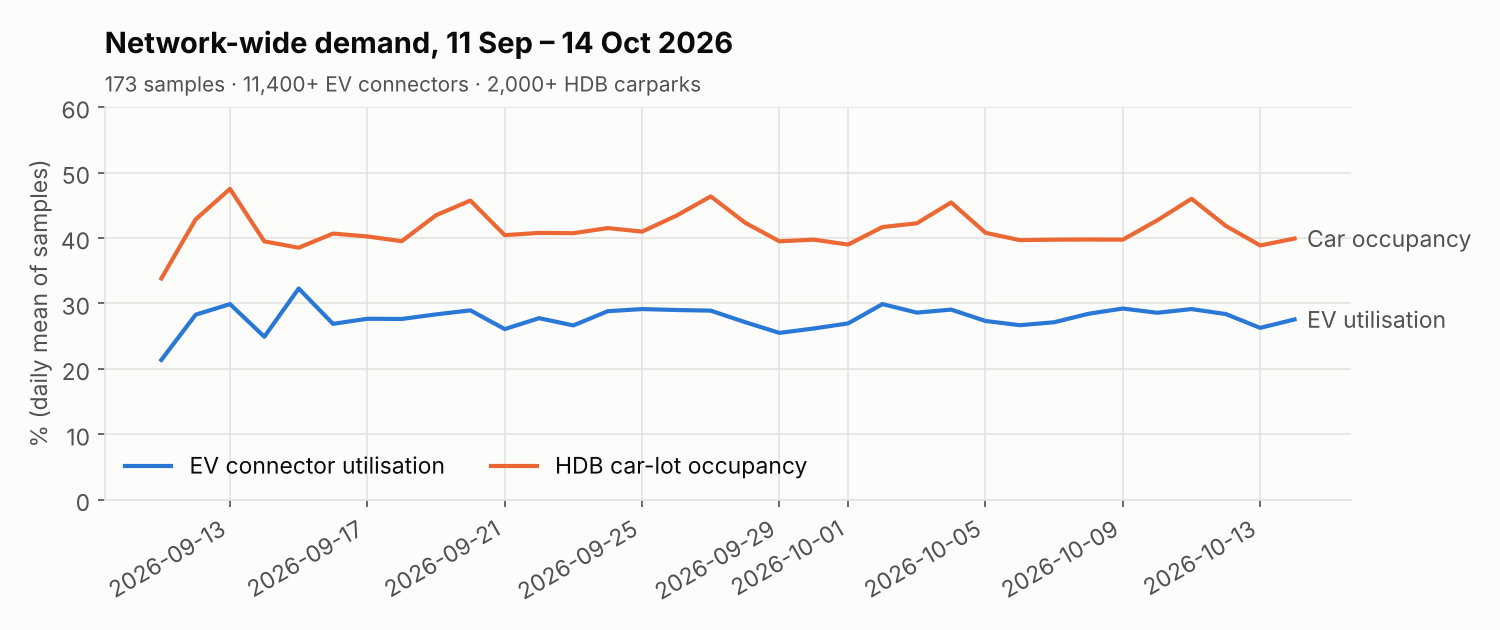 Network-wide demand, 11 Sep – 14 Oct 2026
173 samples · 11,400+ EV connectors · 2,000+ HDB carparks
% (daily mean of samples)
60
50
40
30
20
10
0
Car occupancy
EV utilisation
EV connector utilisation
HDB car-lot occupancy
2026-09-13
2026-09-17
2026-09-21
2026-09-25
2026-09-29
2026-10-01
2026-10-05
2026-10-09
2026-10-13